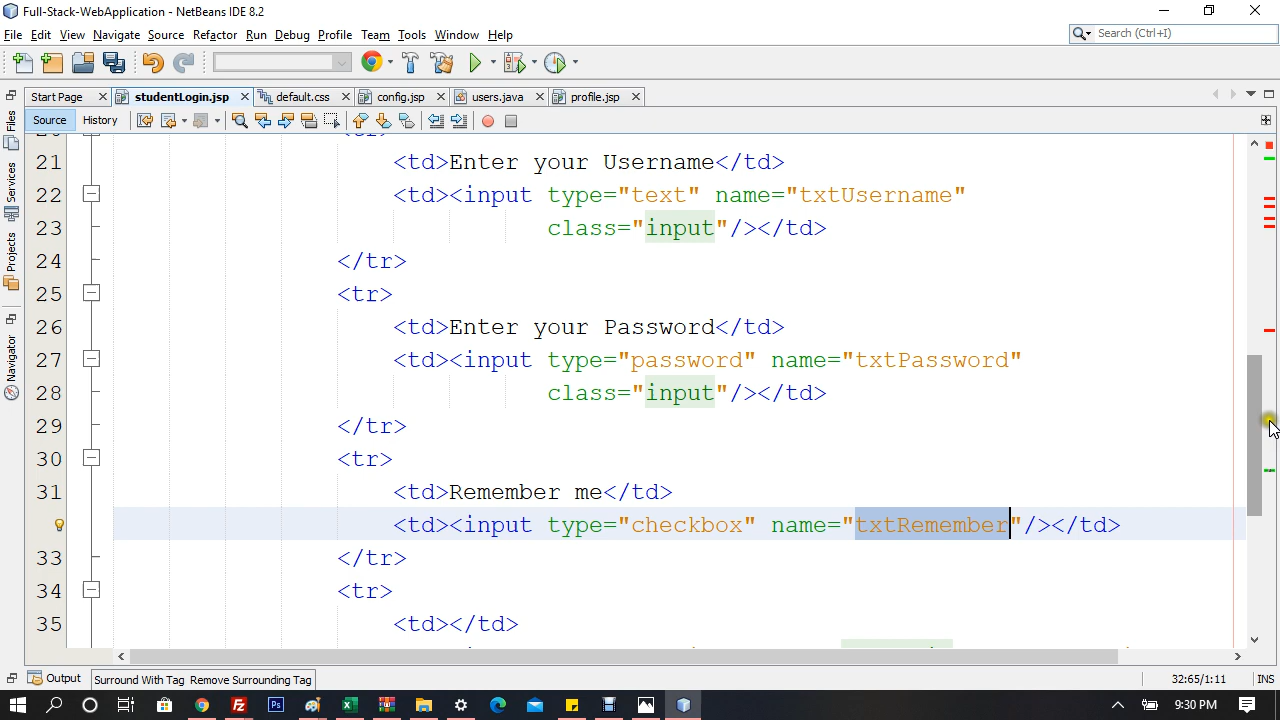 Full-Stack-WebApplication - NetBeans IDE 8.2
File Edit View Navigate Source Refactor Run Debug Profile Team Tools Window Help
Search (Ctrl+I)
Start Page studentLogin.jsp default.css config.jsp users.java profile.jsp
Source History
Files
Services
Projects
Navigator
21 <td>Enter your Username</td>
22 <td><input type="text" name="txtUsername"
23 class="input"/></td>
24 </tr>
25 <tr>
26 <td>Enter your Password</td>
27 <td><input type="password" name="txtPassword"
28 class="input"/></td>
29 </tr>
30 <tr>
31 <td>Remember me</td>
<td><input type="checkbox" name="txtRemember"/></td>
33 </tr>
34 <tr>
35 <td></td>
Output Surround With Tag Remove Surrounding Tag 32:65/1:11 INS
9:30 PM